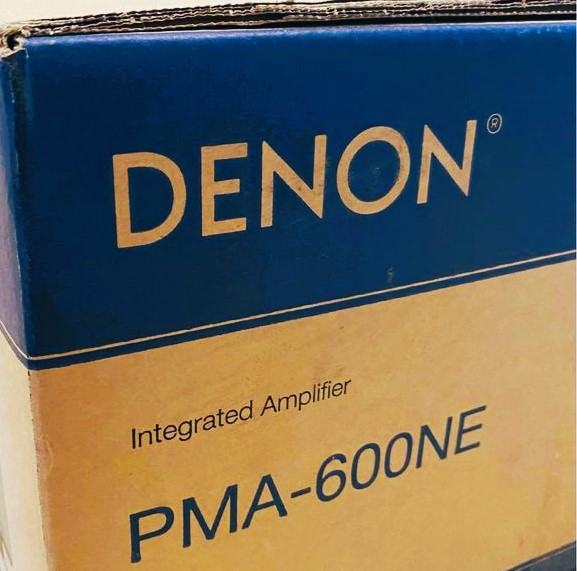 DENON®
Integrated Amplifier
PMA-600NE